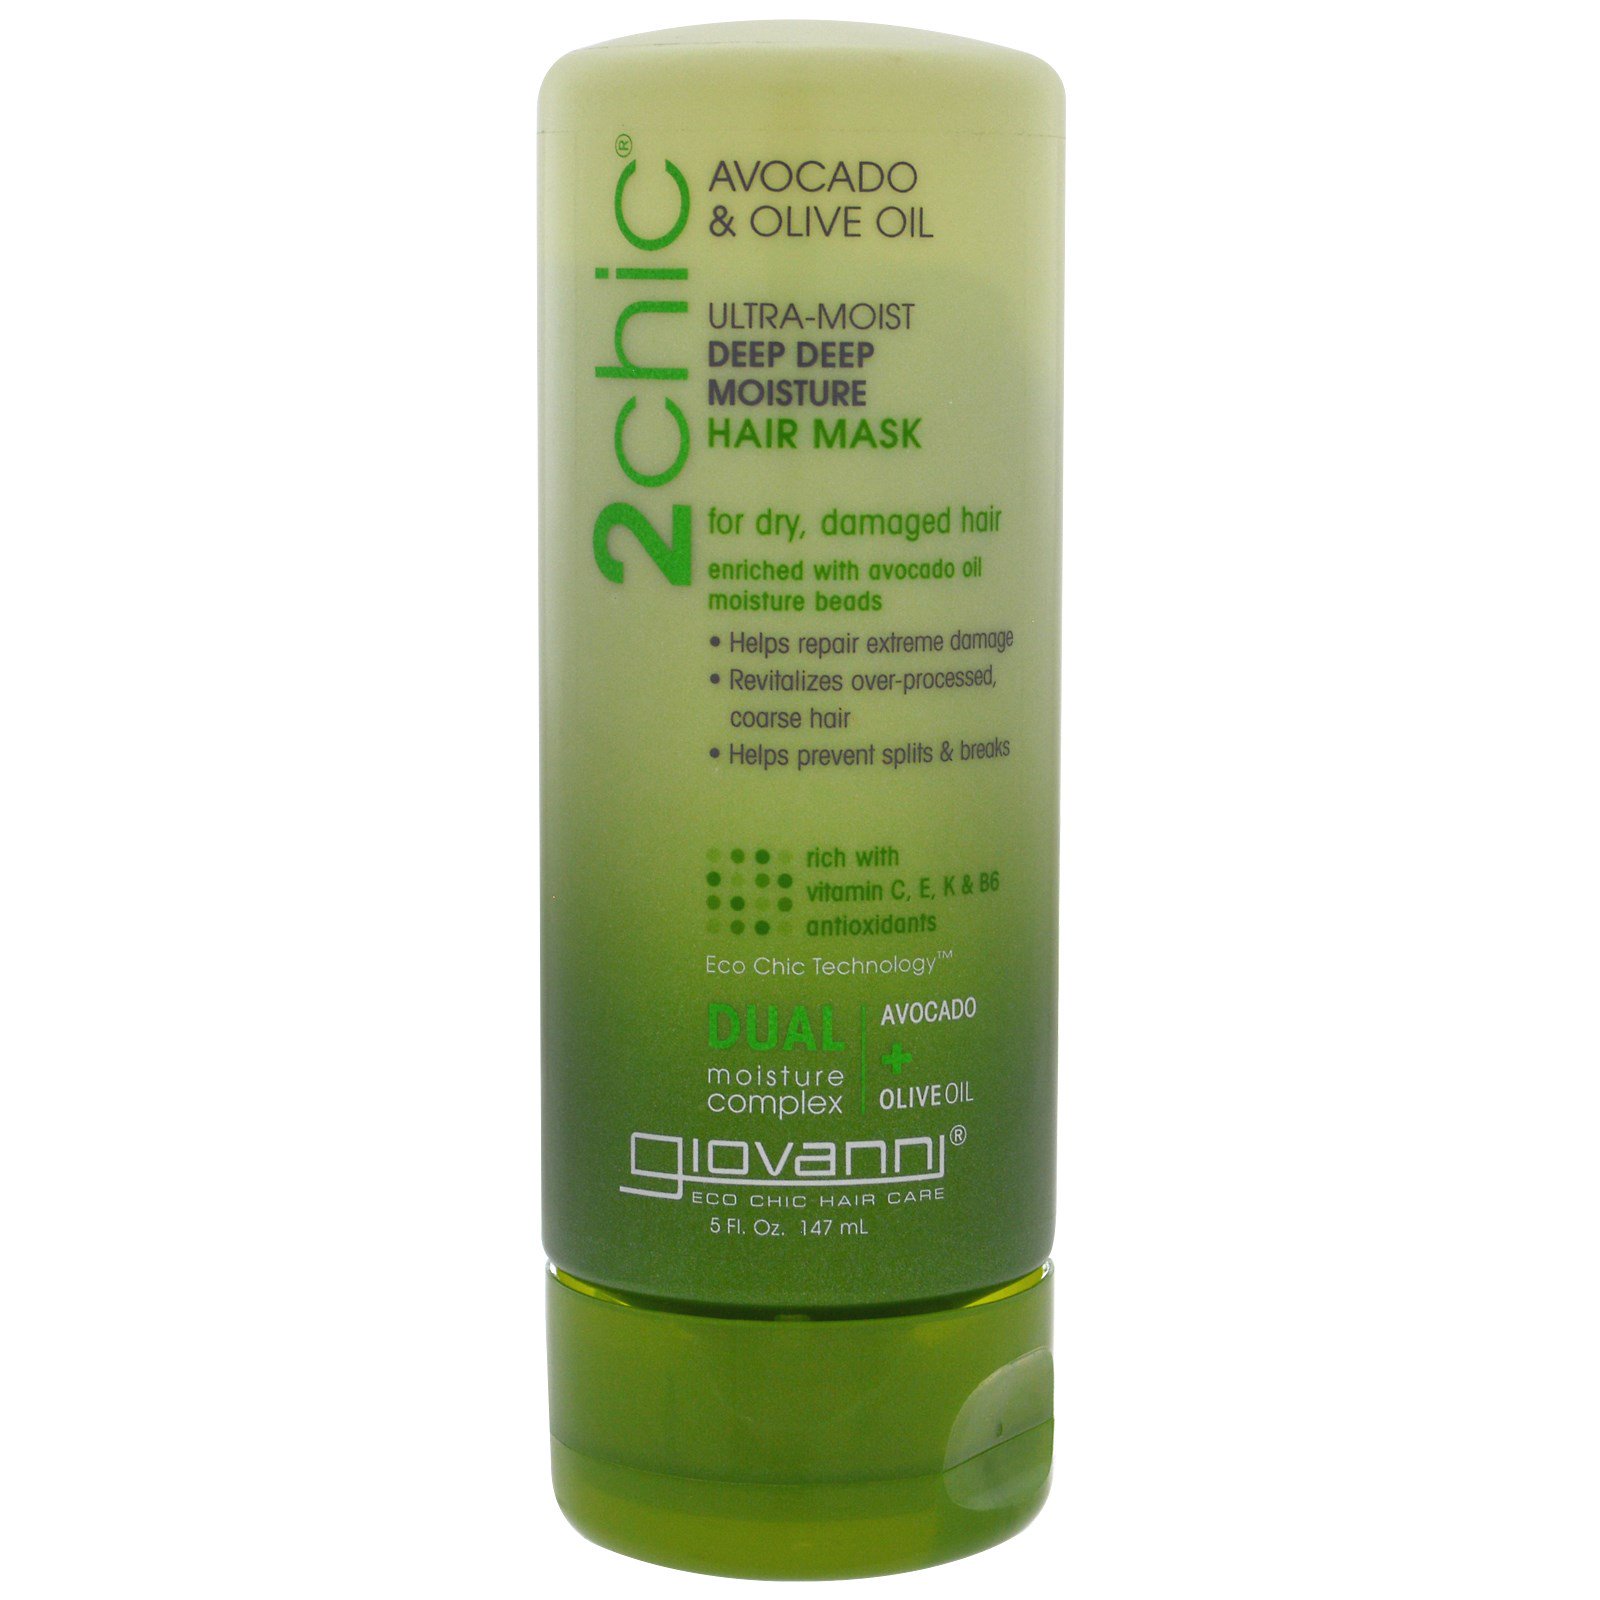 2chic®
AVOCADO
& OLIVE OIL
ULTRA-MOIST
DEEP DEEP
MOISTURE
HAIR MASK
for dry, damaged hair
enriched with avocado oil
moisture beads
• Helps repair extreme damage
• Revitalizes over-processed,
coarse hair
• Helps prevent splits & breaks
rich with
vitamin C, E, K & B6
antioxidants
Eco Chic Technology™
DUAL
moisture
complex
AVOCADO
+
OLIVE OIL
giovanni®
ECO CHIC HAIR CARE
5 Fl. Oz. 147 mL